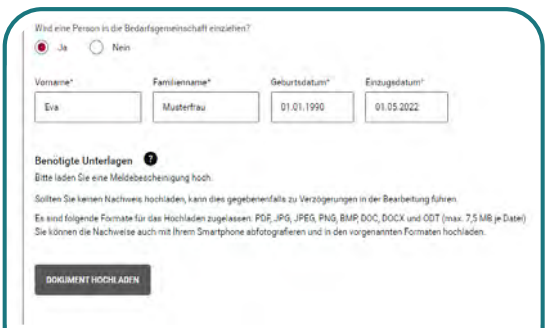 Wird eine Person in die Bedarfsgemeinschaft einziehen?
Ja Nein
Vorname* Familienname* Geburtsdatum* Einzugsdatum*
Eva Musterfrau 01.01.1990 01.05.2022
Benötigte Unterlagen ?
Bitte laden Sie eine Meldebescheinigung hoch.
Sollten Sie keinen Nachweis hochladen, kann dies gegebenenfalls zu Verzögerungen in der Bearbeitung führen.
Es sind folgende Formate für das Hochladen zugelassen: PDF, JPG, JPEG, PNG, BMP, DOC, DOCX und ODT (max. 7,5 MB je Datei)
Sie können die Nachweise auch mit Ihrem Smartphone abfotografieren und in den vorgenannten Formaten hochladen.
DOKUMENT HOCHLADEN